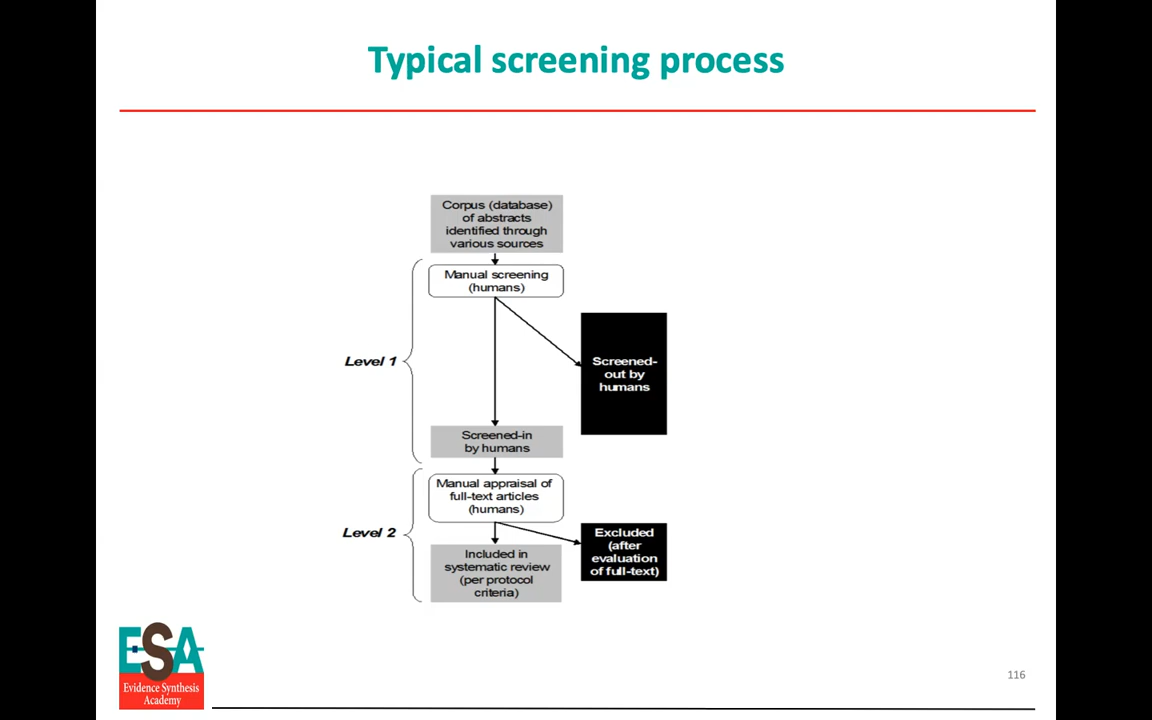 Typical screening process
Corpus (database)
of abstracts
identified through
various sources
Manual screening
(humans)
Level 1
Screened-
out by
humans
Screened-in
by humans
Manual appraisal of
full-text articles
(humans)
Level 2
Excluded
(after
evaluation
of full-text)
Included in
systematic review
(per protocol
criteria)
ESA
Evidence Synthesis
Academy
116